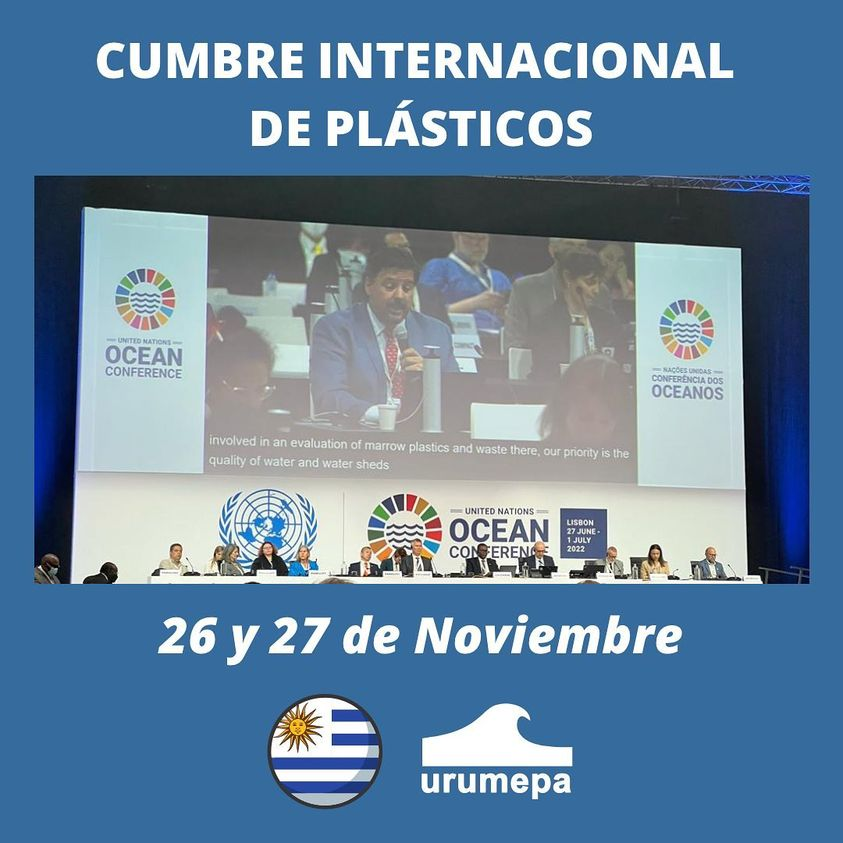 CUMBRE INTERNACIONAL
DE PLÁSTICOS
UNITED NATIONS
OCEAN
CONFERENCE
NAÇÕES UNIDAS
CONFERÊNCIA DOS
OCEANOS
involved in an evaluation of marrow plastics and waste there, our priority is the
quality of water and water sheds
UNITED NATIONS
OCEAN
CONFERENCE
LISBON
27 JUNE -
1 JULY
2022
26 y 27 de Noviembre
urumepa